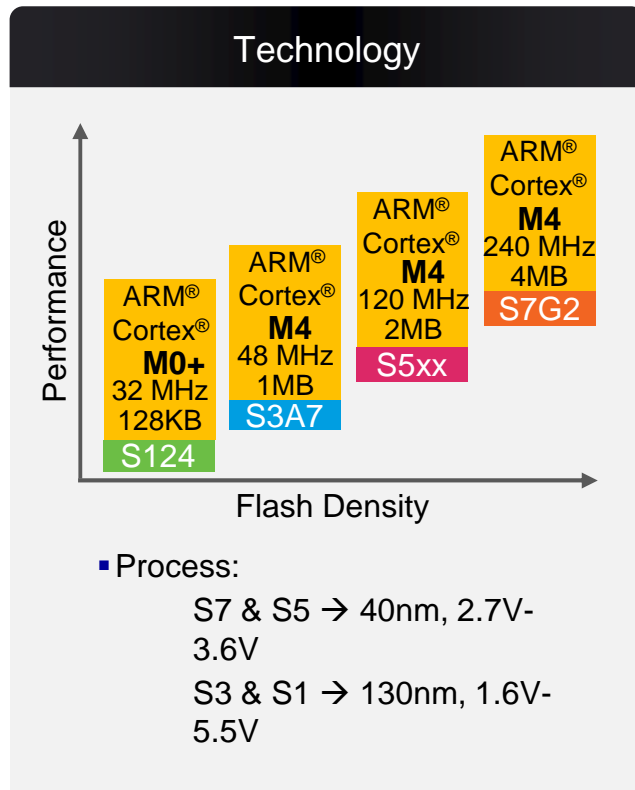 Technology
Performance
ARM®
Cortex®
M0+
32 MHz
128KB
S124
ARM®
Cortex®
M4
48 MHz
1MB
S3A7
ARM®
Cortex®
M4
120 MHz
2MB
S5xx
ARM®
Cortex®
M4
240 MHz
4MB
S7G2
Flash Density
▪Process:
S7 & S5 → 40nm, 2.7V-
3.6V
S3 & S1 → 130nm, 1.6V-
5.5V